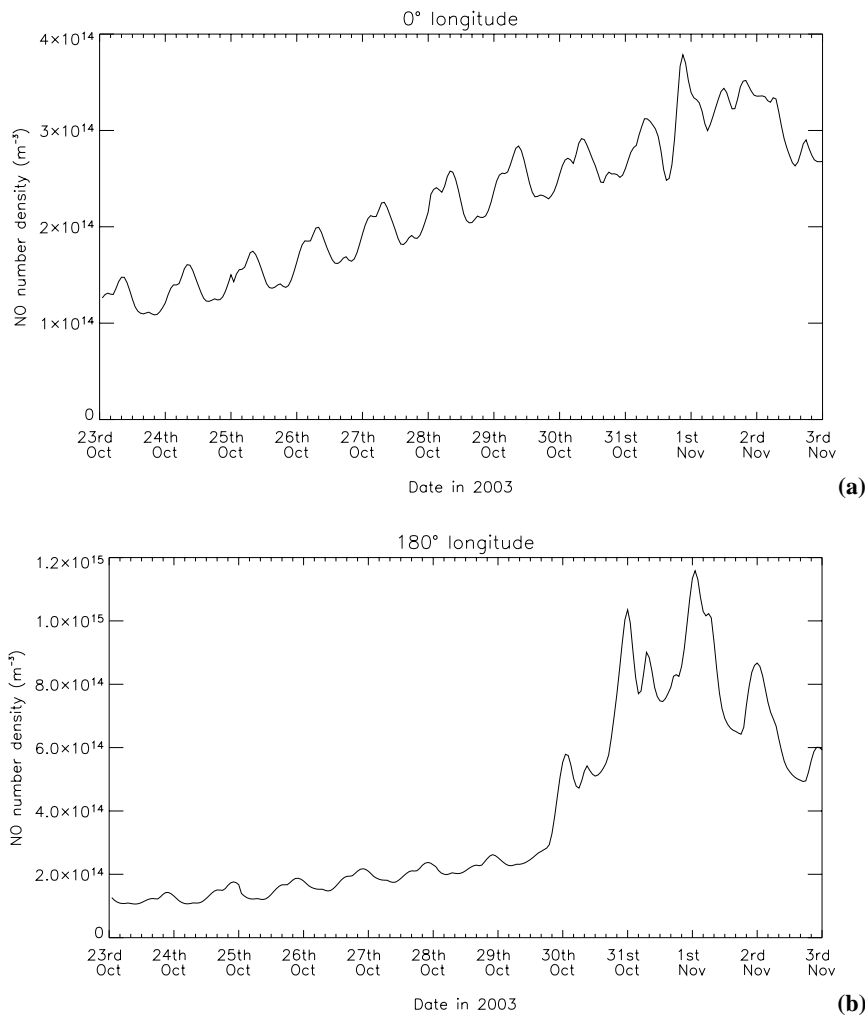 0° longitude
4×10¹⁴
3×10¹⁴
2×10¹⁴
1×10¹⁴
0
NO number density (m⁻³)
23rd 24th 25th 26th 27th 28th 29th 30th 31st 1st 2rd 3rd
Oct Oct Oct Oct Oct Oct Oct Oct Oct Nov Nov Nov
Date in 2003
(a)
180° longitude
1.2×10¹⁵
1.0×10¹⁵
8.0×10¹⁴
6.0×10¹⁴
4.0×10¹⁴
2.0×10¹⁴
0
NO number density (m⁻³)
23rd 24th 25th 26th 27th 28th 29th 30th 31st 1st 2rd 3rd
Oct Oct Oct Oct Oct Oct Oct Oct Oct Nov Nov Nov
Date in 2003
(b)